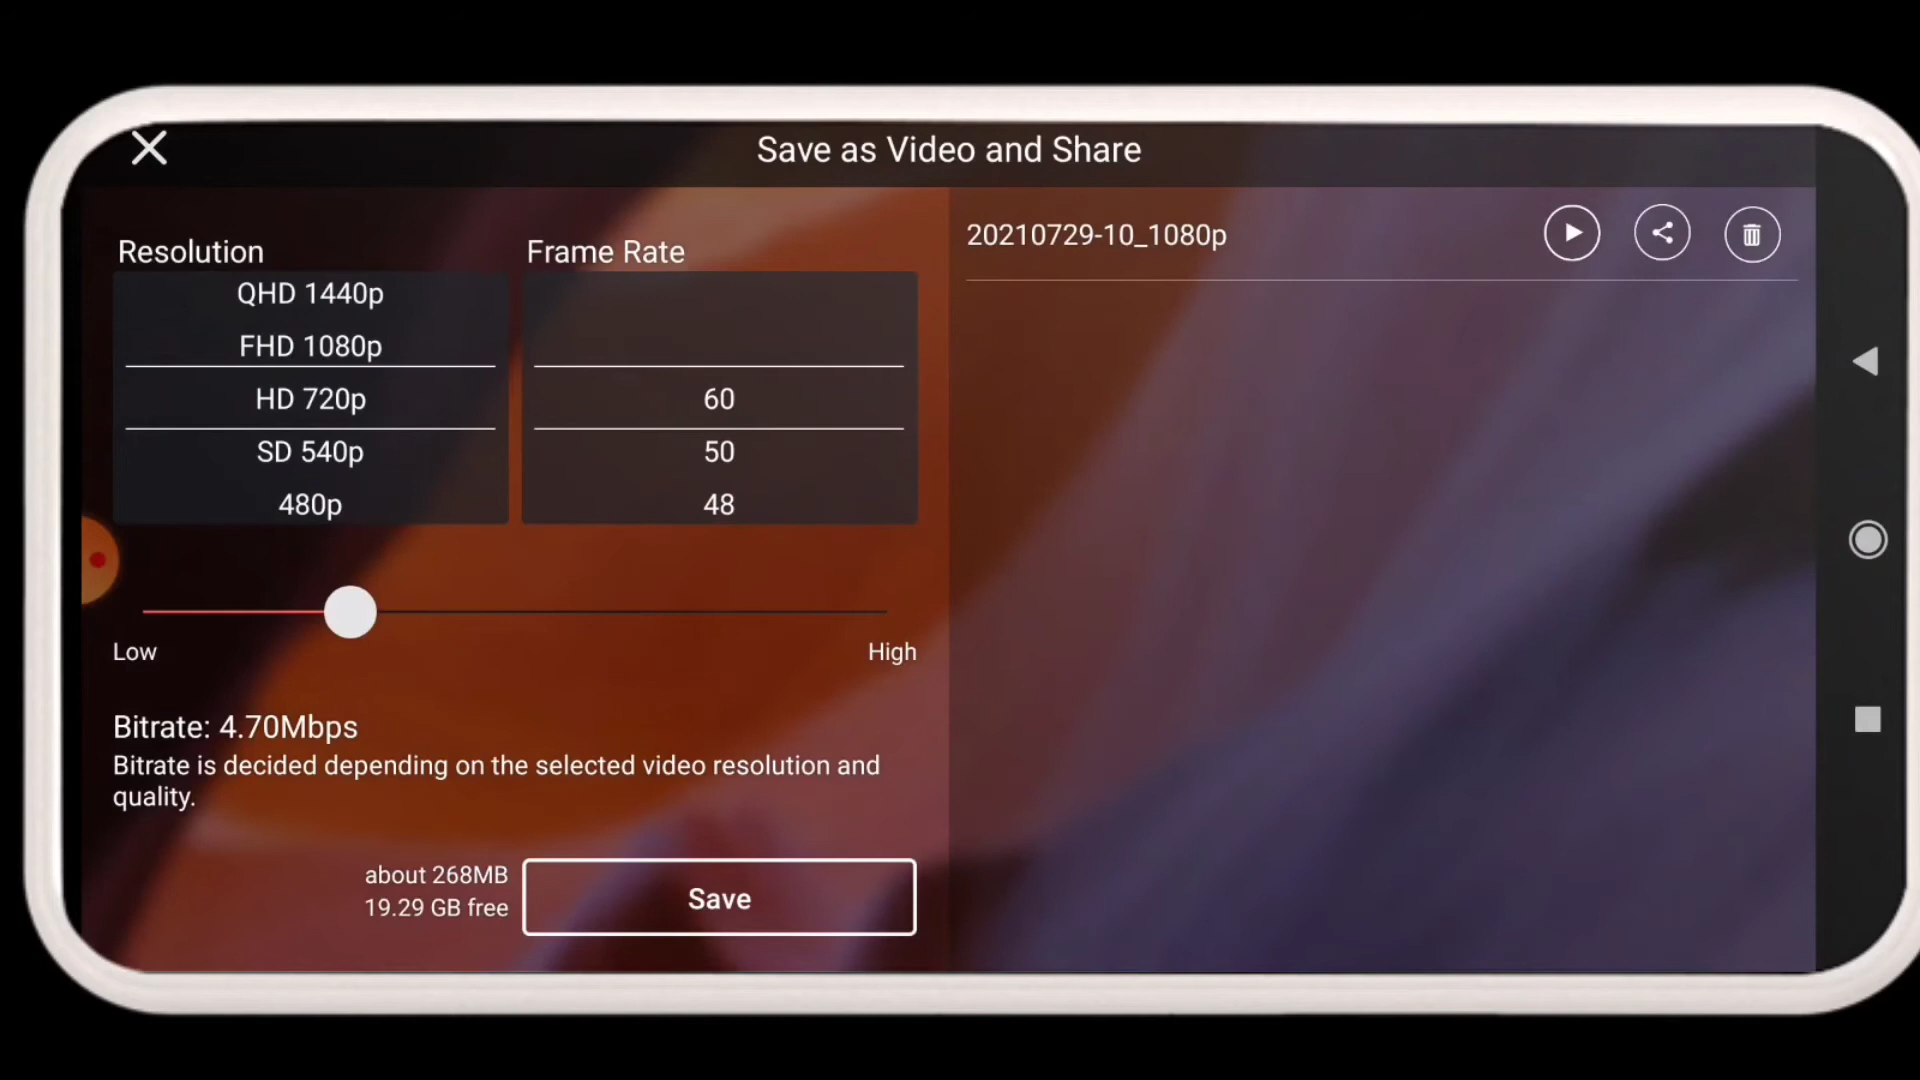 Save as Video and Share
Resolution
QHD 1440p
FHD 1080p
HD 720p
SD 540p
480p
Frame Rate
60
50
48
Low
High
Bitrate: 4.70Mbps
Bitrate is decided depending on the selected video resolution and
quality.
about 268MB
19.29 GB free
Save
20210729-10_1080p